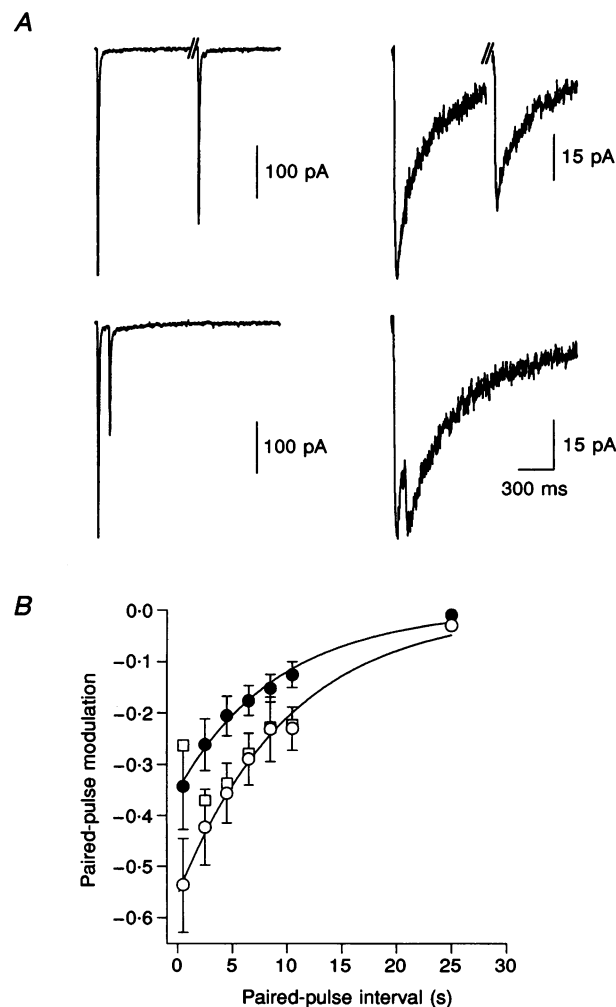 A
100 pA
15 pA
100 pA
15 pA
300 ms
B
0·0
−0·1
−0·2
−0·3
−0·4
−0·5
−0·6
Paired-pulse modulation
0 5 10 15 20 25 30
Paired-pulse interval (s)